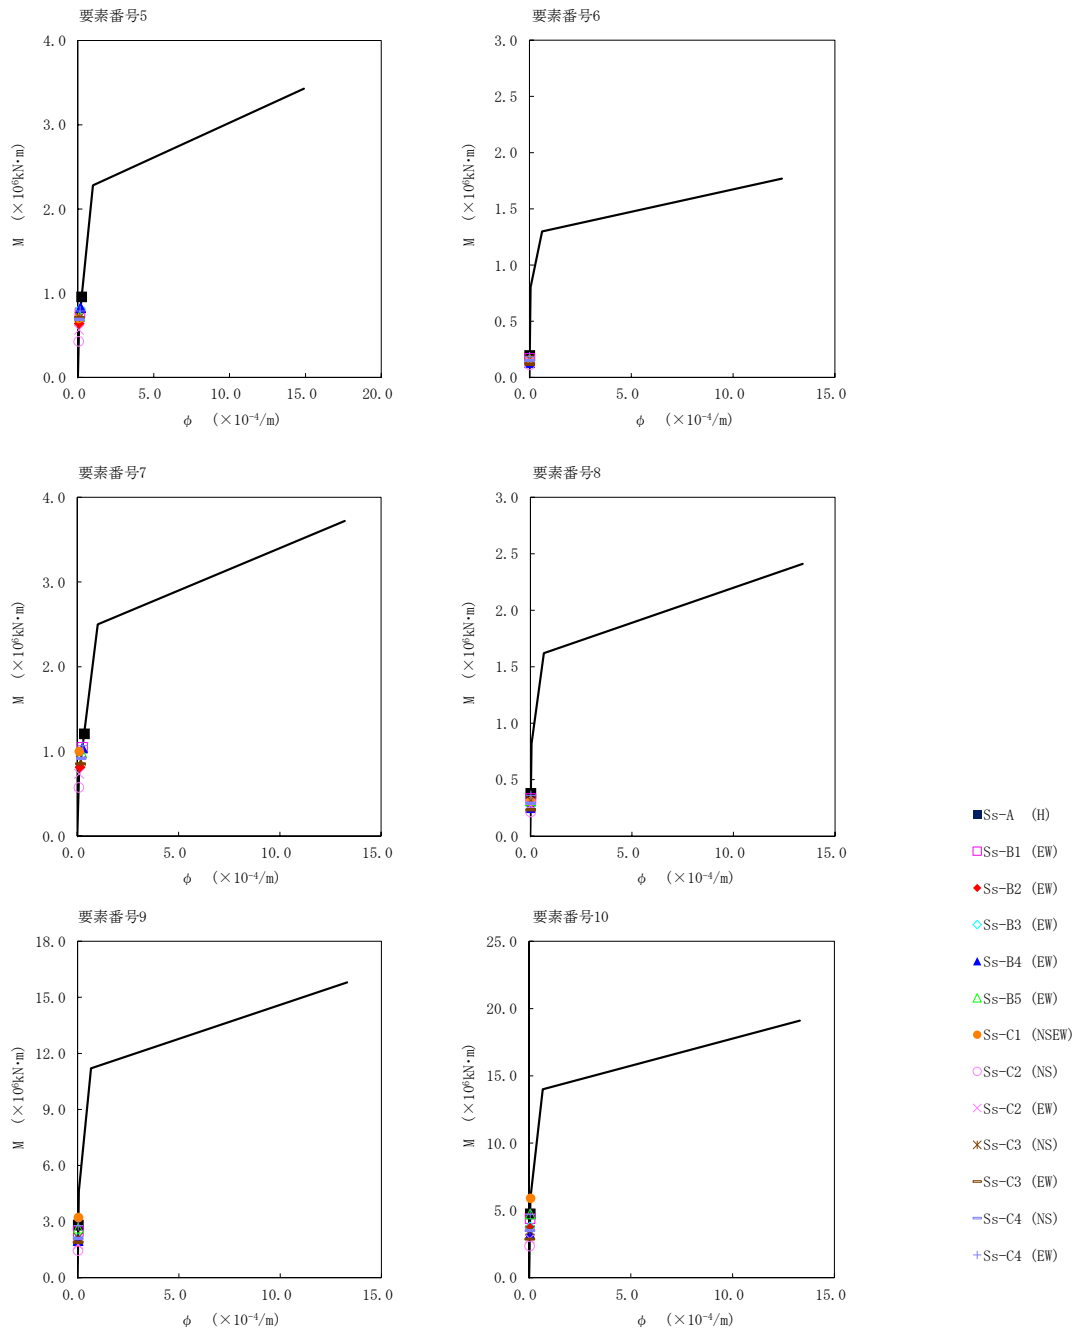 要素番号5
4.0
3.0
2.0
1.0
0.0
0.0 5.0 10.0 15.0 20.0
M (×10⁶kN・m)
φ (×10⁻⁴/m)
要素番号6
3.0
2.5
2.0
1.5
1.0
0.5
0.0
0.0 5.0 10.0 15.0
M (×10⁶kN・m)
φ (×10⁻⁴/m)
要素番号7
4.0
3.0
2.0
1.0
0.0
0.0 5.0 10.0 15.0
M (×10⁶kN・m)
φ (×10⁻⁴/m)
要素番号8
3.0
2.5
2.0
1.5
1.0
0.5
0.0
0.0 5.0 10.0 15.0
M (×10⁶kN・m)
φ (×10⁻⁴/m)
要素番号9
18.0
15.0
12.0
9.0
6.0
3.0
0.0
0.0 5.0 10.0 15.0
M (×10⁶kN・m)
φ (×10⁻⁴/m)
要素番号10
25.0
20.0
15.0
10.0
5.0
0.0
0.0 5.0 10.0 15.0
M (×10⁶kN・m)
φ (×10⁻⁴/m)
Ss-A (H)
Ss-B1 (EW)
Ss-B2 (EW)
Ss-B3 (EW)
Ss-B4 (EW)
Ss-B5 (EW)
Ss-C1 (NSEW)
Ss-C2 (NS)
Ss-C2 (EW)
Ss-C3 (NS)
Ss-C3 (EW)
Ss-C4 (NS)
Ss-C4 (EW)